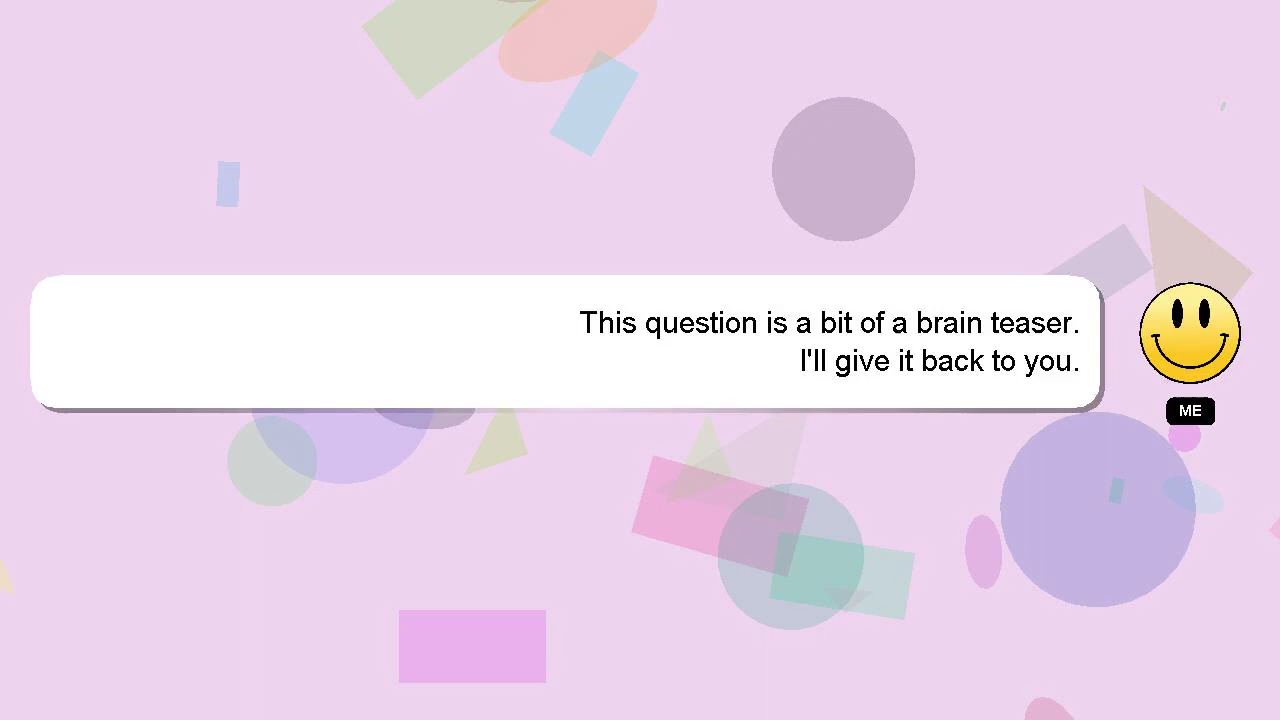 This question is a bit of a brain teaser.
I'll give it back to you.
ME